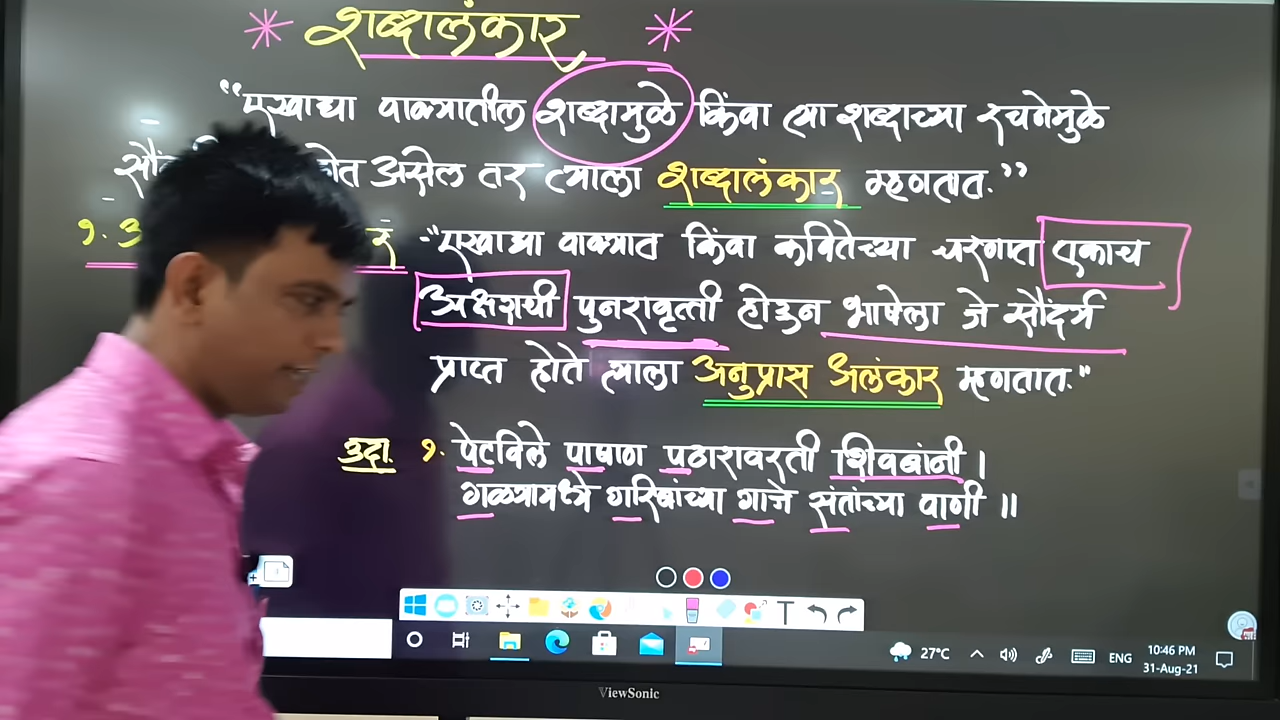 शब्दालंकार
“एखाद्या वाक्यातील शब्दामुळे किंवा त्या शब्दाच्या रचनेमुळे
होत असेल तर त्याला शब्दालंकार म्हणतात.”
१. -"एखाद्या वाक्यात किंवा कवितेच्या चरणात एकाच
अक्षराची पुनरावृत्ती होऊन भाषेला जे सौंदर्य
प्राप्त होते त्याला अनुप्रास अलंकार म्हणतात."
उदा. १. पेटविले पाषाण पठारावरती शिवबांनी ।
गळ्यामध्ये गरिबांच्या गाजे संतांच्या वाणी ॥
27°C ENG 10:46 PM
31-Aug-21
ViewSonic